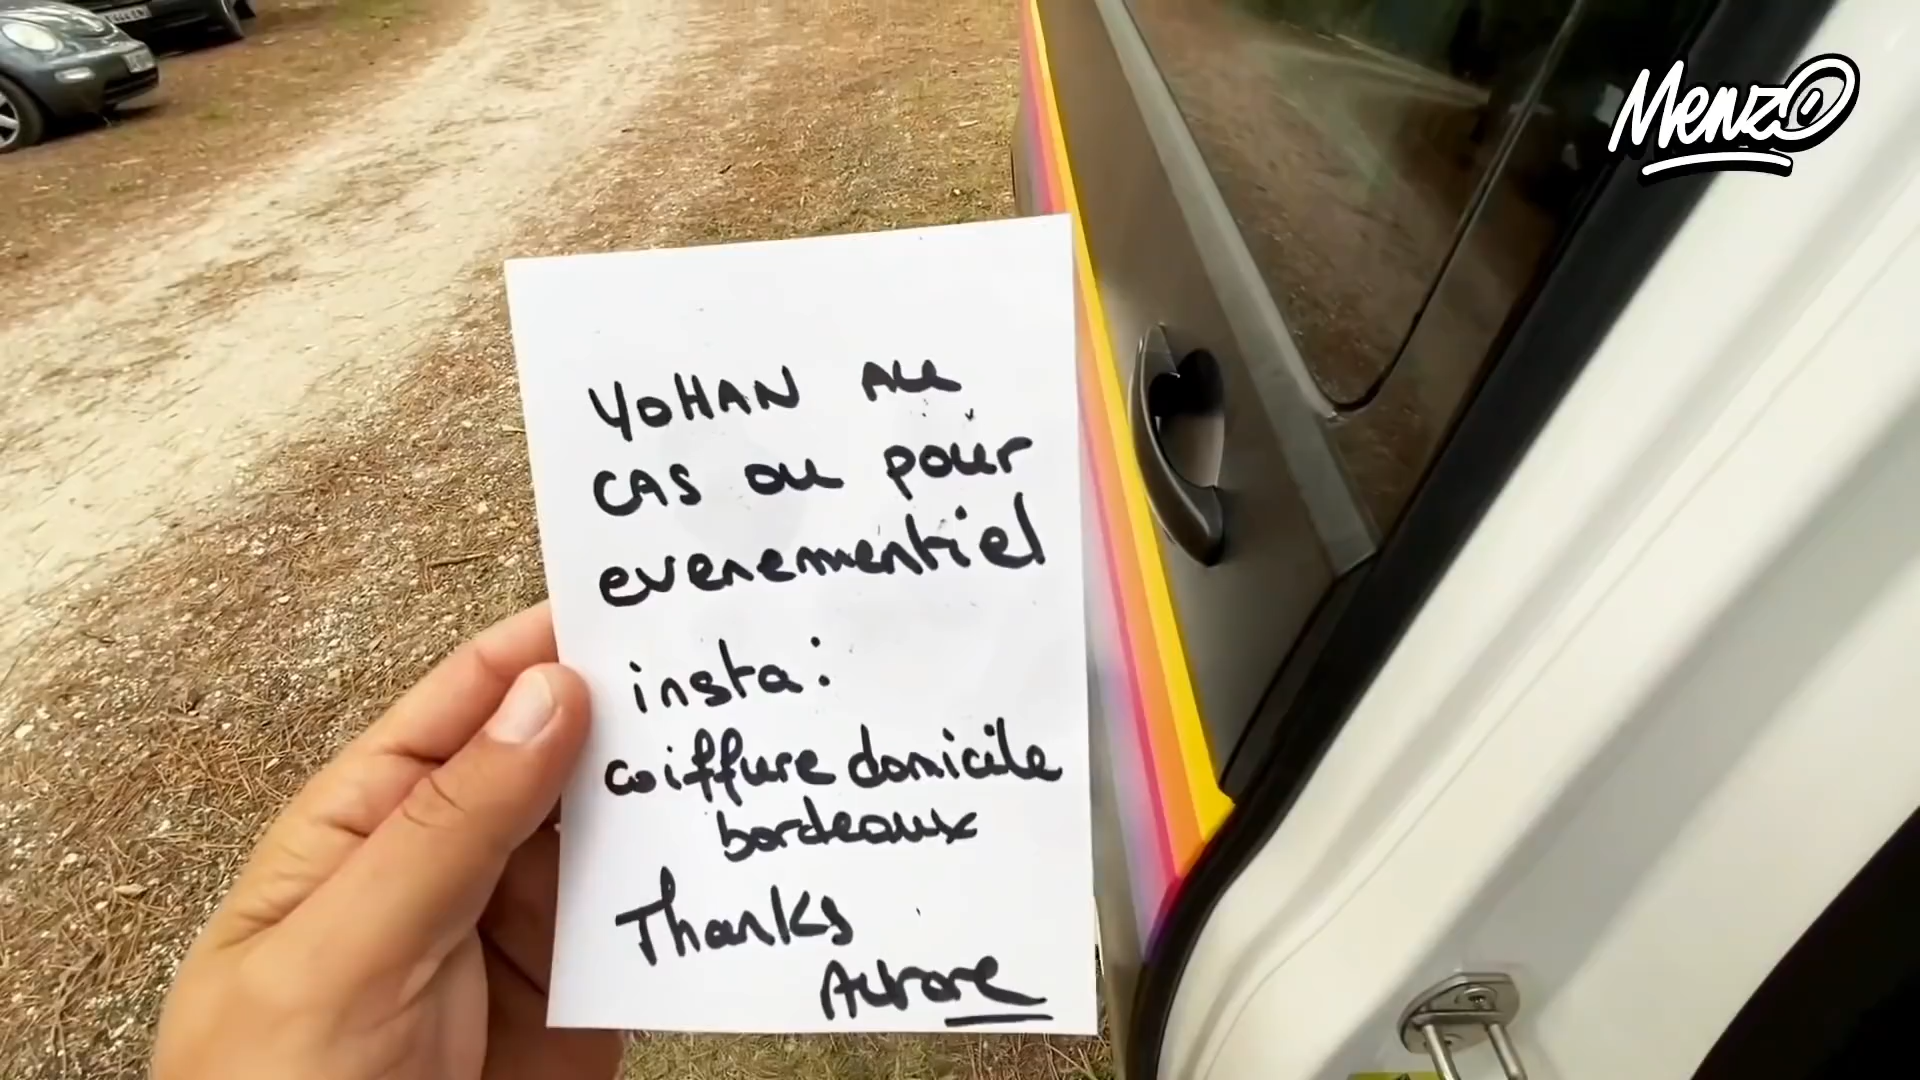 Menzo
YOHAN AU
CAS OU POUR
evenementiel
insta:
coiffure domicile
bordeaux
Thanks
Aurore